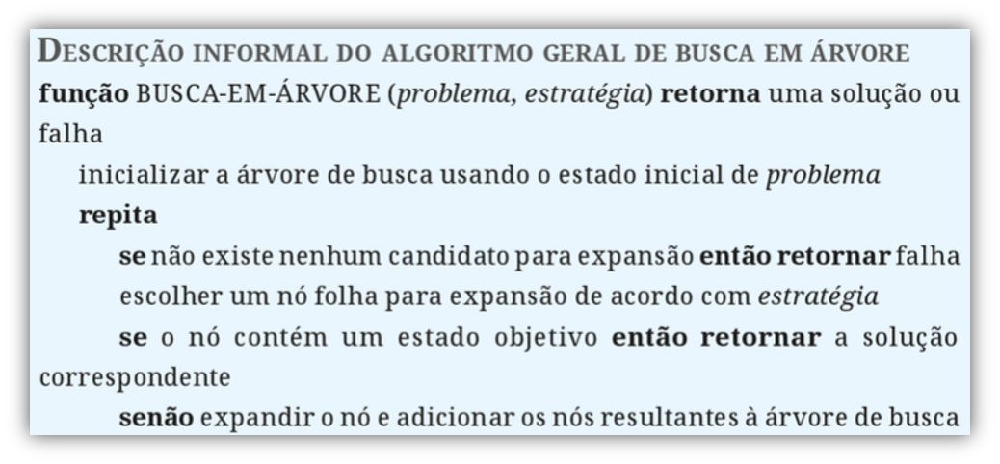 DESCRIÇÃO INFORMAL DO ALGORITMO GERAL DE BUSCA EM ÁRVORE
função BUSCA-EM-ÁRVORE (problema, estratégia) retorna uma solução ou
falha
inicializar a árvore de busca usando o estado inicial de problema
repita
se não existe nenhum candidato para expansão então retornar falha
escolher um nó folha para expansão de acordo com estratégia
se o nó contém um estado objetivo então retornar a solução
correspondente
senão expandir o nó e adicionar os nós resultantes à árvore de busca